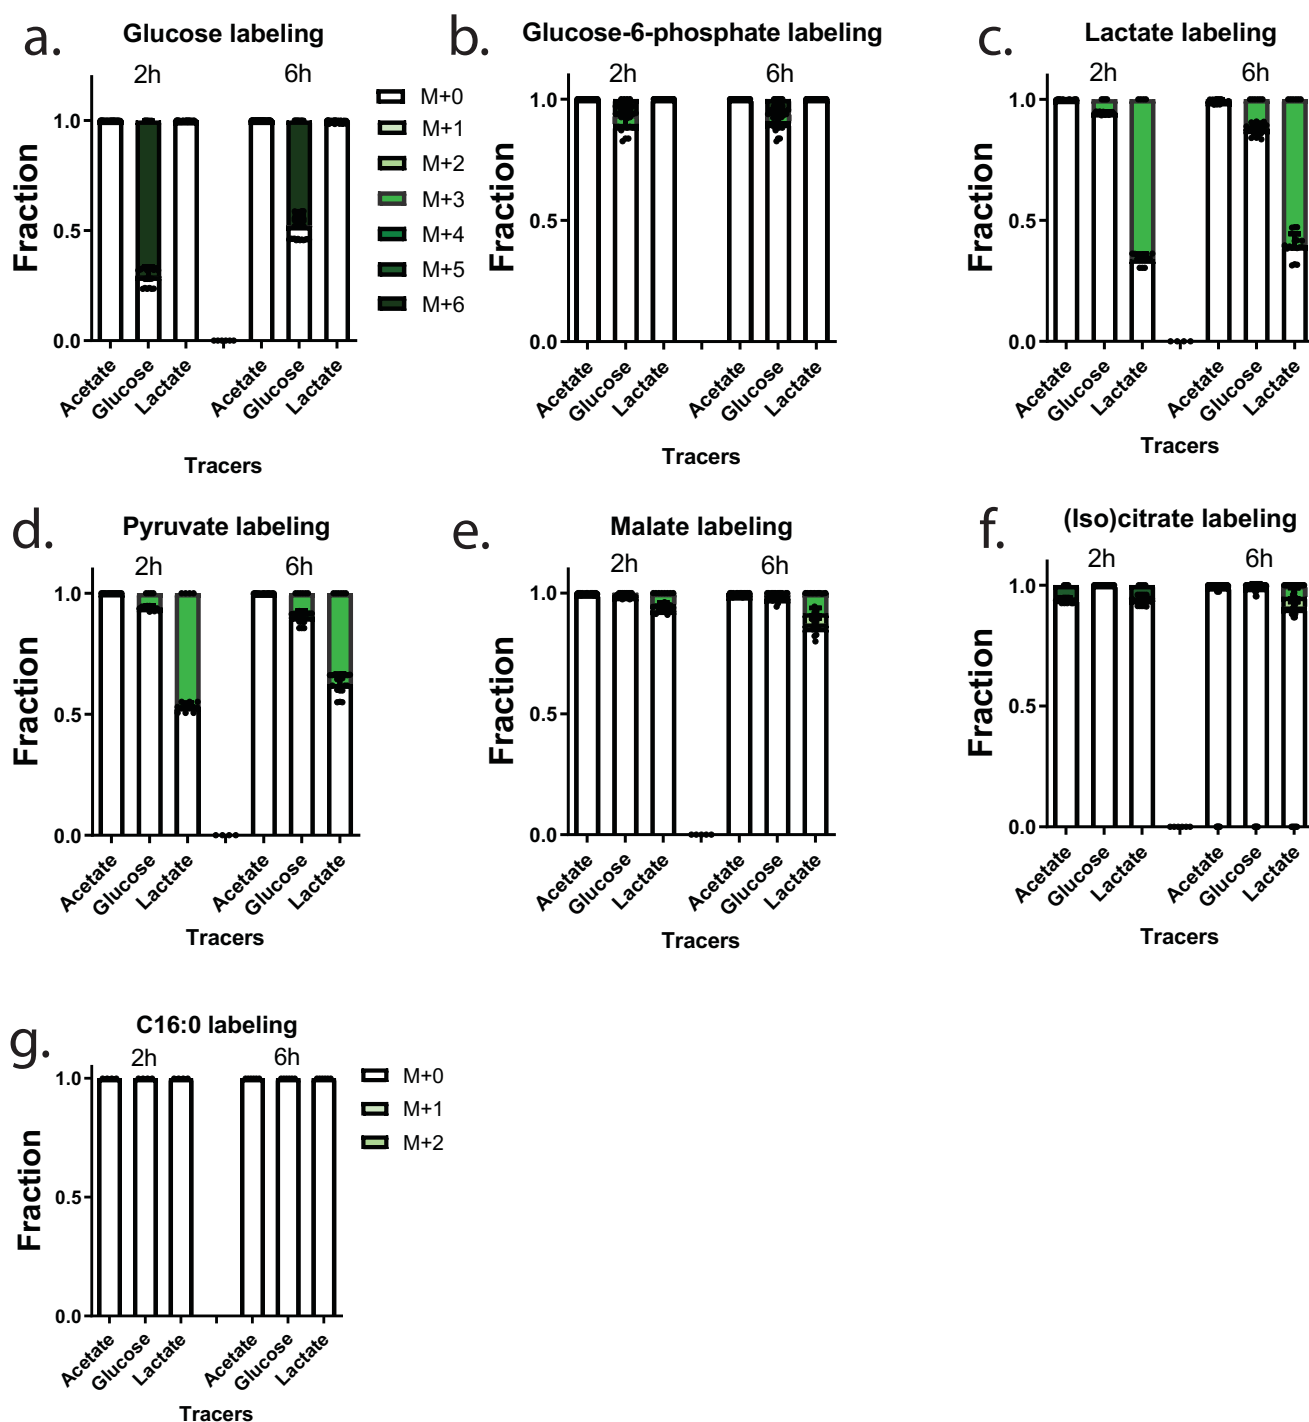 a.
Glucose labeling
2h
6h
1.0
0.5
0.0
Fraction
Acetate
Glucose
Lactate
Acetate
Glucose
Lactate
Tracers
M+0
M+1
M+2
M+3
M+4
M+5
M+6
b.
Glucose-6-phosphate labeling
2h
6h
1.0
0.5
0.0
Fraction
Acetate
Glucose
Lactate
Acetate
Glucose
Lactate
Tracers
c.
Lactate labeling
2h
6h
1.0
0.5
0.0
Fraction
Acetate
Glucose
Lactate
Acetate
Glucose
Lactate
Tracers
d.
Pyruvate labeling
2h
6h
1.0
0.5
0.0
Fraction
Acetate
Glucose
Lactate
Acetate
Glucose
Lactate
Tracers
e.
Malate labeling
2h
6h
1.0
0.5
0.0
Fraction
Acetate
Glucose
Lactate
Acetate
Glucose
Lactate
Tracers
f.
(Iso)citrate labeling
2h
6h
1.0
0.5
0.0
Fraction
Acetate
Glucose
Lactate
Acetate
Glucose
Lactate
Tracers
g.
C16:0 labeling
2h
6h
1.0
0.5
0.0
Fraction
Acetate
Glucose
Lactate
Acetate
Glucose
Lactate
Tracers
M+0
M+1
M+2